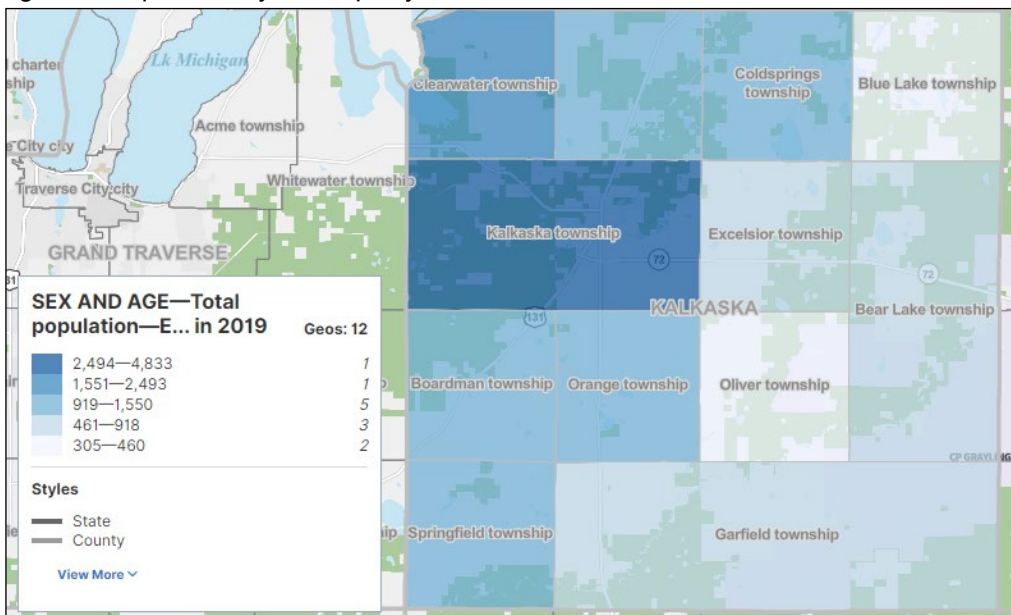 Lk Michigan
charter
ship
Acme township
City city
Traverse City city
Whitewater township
GRAND TRAVERSE
Clearwater township
Coldsprings
township
Blue Lake township
Kalkaska township
72
Excelsior township
72
131
KALKASKA
Bear Lake township
Boardman township
Orange township
Oliver township
CP GRAYLING
Springfield township
Garfield township
SEX AND AGE—Total
population—E... in 2019
Geos: 12
2,494—4,833 1
1,551—2,493 1
919—1,550 5
461—918 3
305—460 2
Styles
State
County
View More